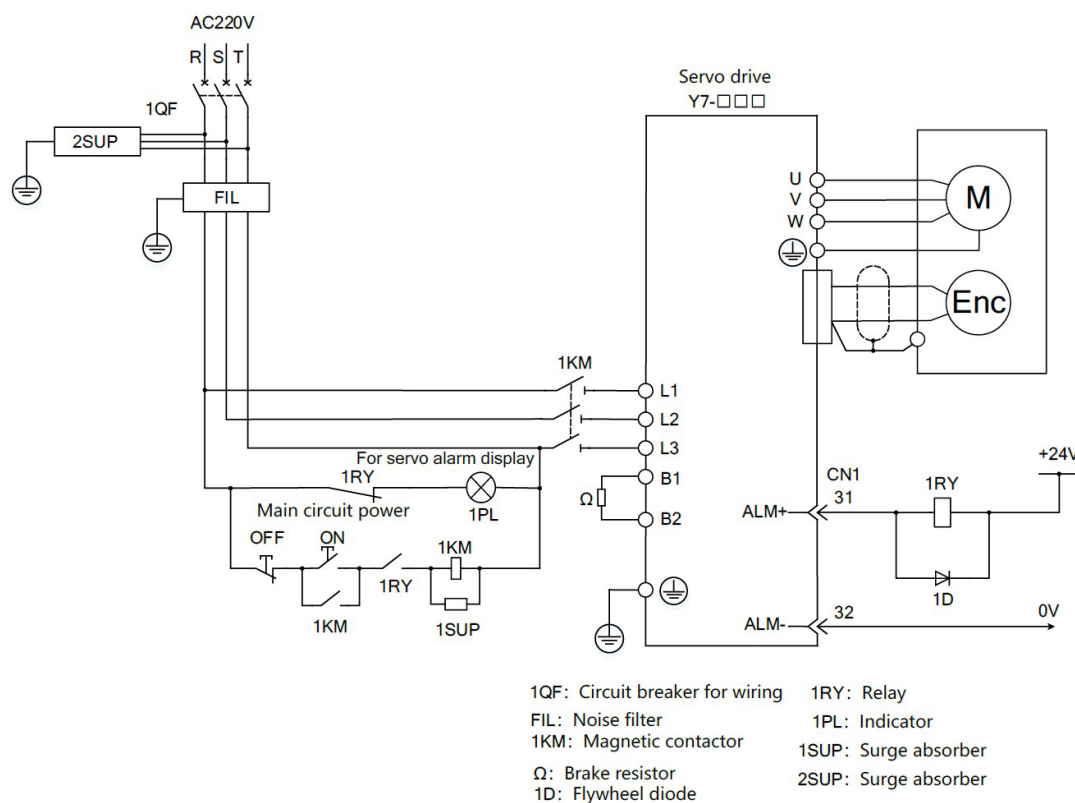 AC220V
R S T
1QF
2SUP
FIL
Servo drive
Y7-□□□
U
V
W
M
Enc
1KM
L1
L2
L3
For servo alarm display
1RY
1PL
Main circuit power
Ω
B1
B2
OFF
ON
1KM
1RY
1KM
1SUP
CN1
ALM+
31
1RY
+24V
1D
ALM-
32
0V
1QF: Circuit breaker for wiring
FIL: Noise filter
1KM: Magnetic contactor
Ω: Brake resistor
1D: Flywheel diode
1RY: Relay
1PL: Indicator
1SUP: Surge absorber
2SUP: Surge absorber